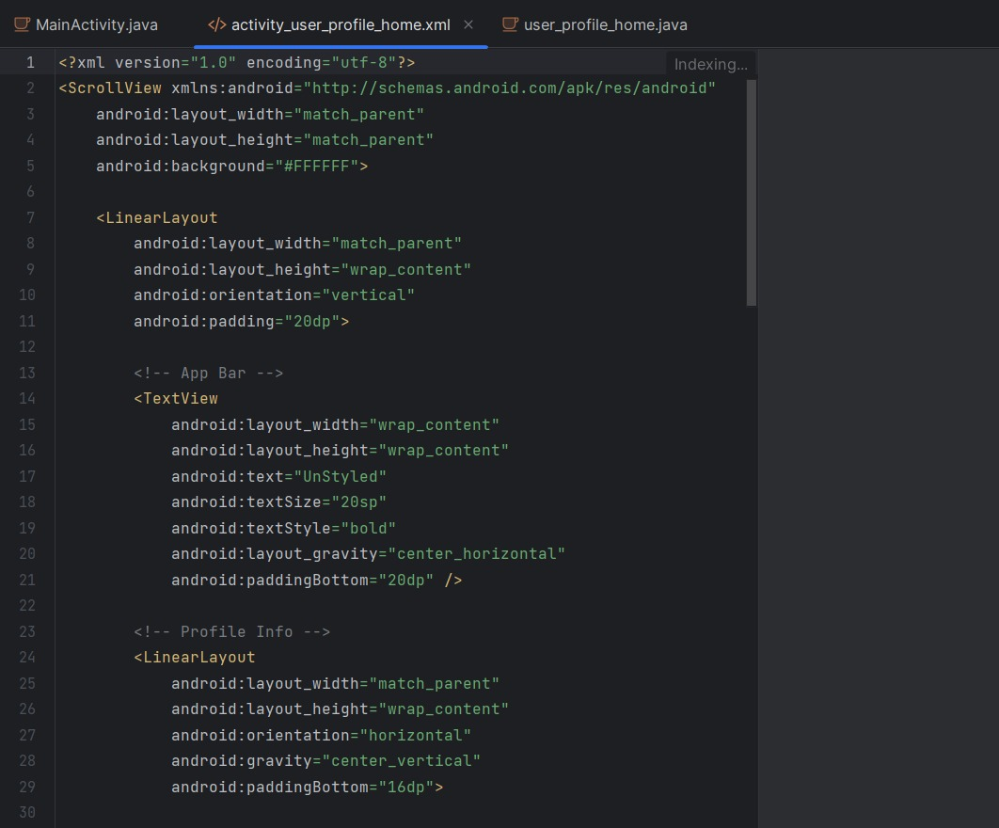 MainActivity.java
</> activity_user_profile_home.xml ×
user_profile_home.java
Indexing...
1 <?xml version="1.0" encoding="utf-8"?>
2 <ScrollView xmlns:android="http://schemas.android.com/apk/res/android"
3     android:layout_width="match_parent"
4     android:layout_height="match_parent"
5     android:background="#FFFFFF">
6
7     <LinearLayout
8         android:layout_width="match_parent"
9         android:layout_height="wrap_content"
10         android:orientation="vertical"
11         android:padding="20dp">
12
13         <!-- App Bar -->
14         <TextView
15             android:layout_width="wrap_content"
16             android:layout_height="wrap_content"
17             android:text="UnStyled"
18             android:textSize="20sp"
19             android:textStyle="bold"
20             android:layout_gravity="center_horizontal"
21             android:paddingBottom="20dp" />
22
23         <!-- Profile Info -->
24         <LinearLayout
25             android:layout_width="match_parent"
26             android:layout_height="wrap_content"
27             android:orientation="horizontal"
28             android:gravity="center_vertical"
29             android:paddingBottom="16dp">
30